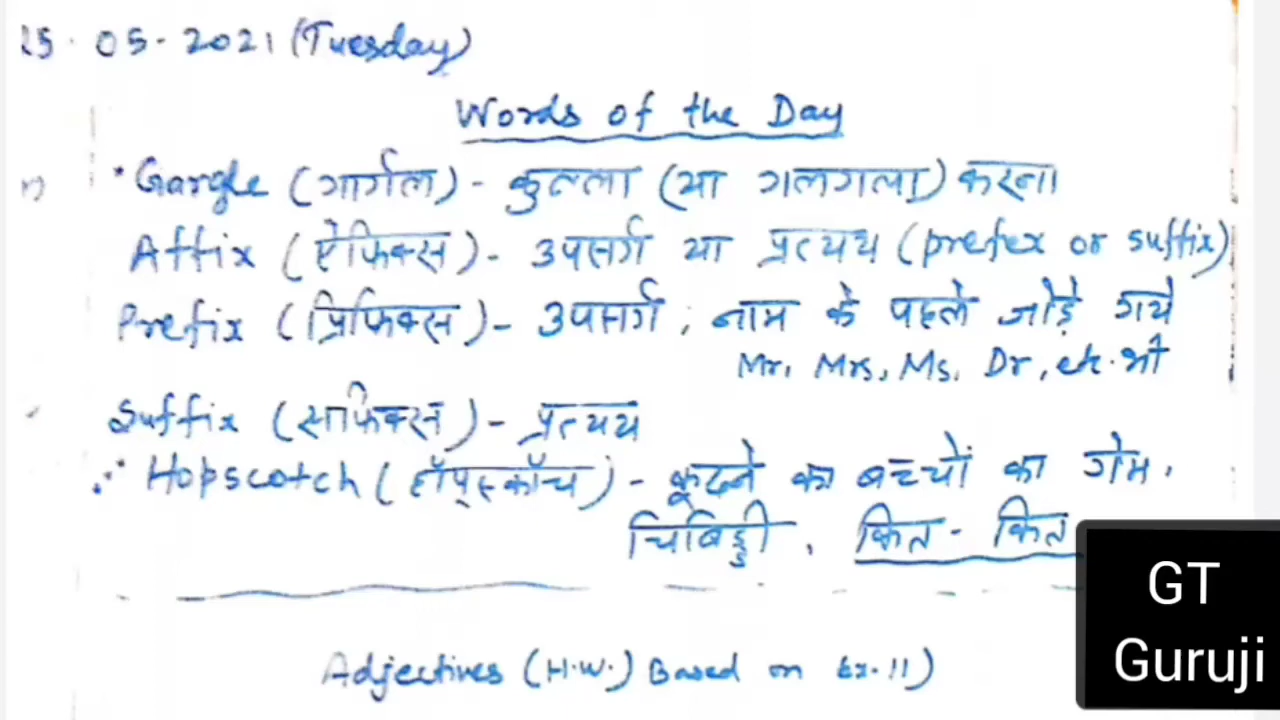 25.05-2021 (Tuesday)
Words of the Day
Gargle (गार्गल) - कुल्ला (या गलगला) करना
Affix (ऐफिक्स) - उपसर्ग या प्रत्यय (prefex or suffix)
Prefix (प्रिफिक्स) - उपसर्ग ; नाम के पहले जोड़े गये
Mr, Mrs, Ms. Dr, etc. भी
Suffix (सफिक्स) - प्रत्यय
Hopscotch (हॉप्स्कॉच) - कूदने का बच्चों का गेम.
चिबिड्डी, कित - कित
GT
Guruji
Adjectives (H.W.) Based on Ex. 11)